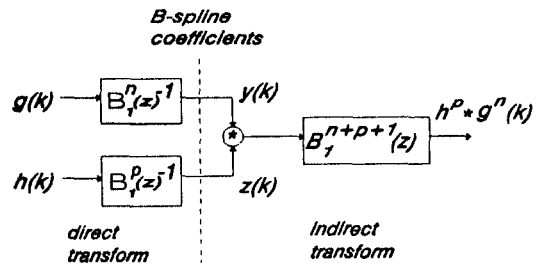 B-spline
coefficients
g(k)
B₁ⁿ(z)⁻¹
y(k)
*
B₁ⁿ⁺ᵖ⁺¹(z)
hᵖ * gⁿ(k)
h(k)
B₁ᵖ(z)⁻¹
z(k)
direct
transform
indirect
transform